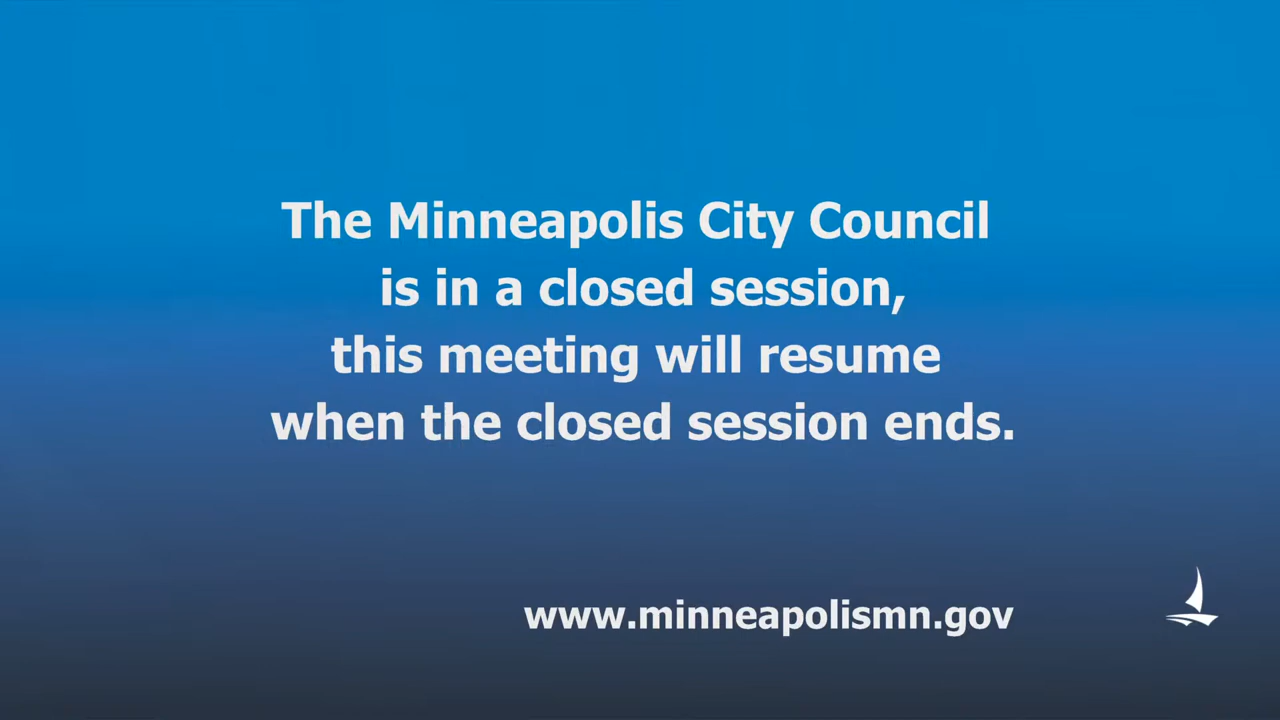 The Minneapolis City Council
is in a closed session,
this meeting will resume
when the closed session ends.
www.minneapolismn.gov